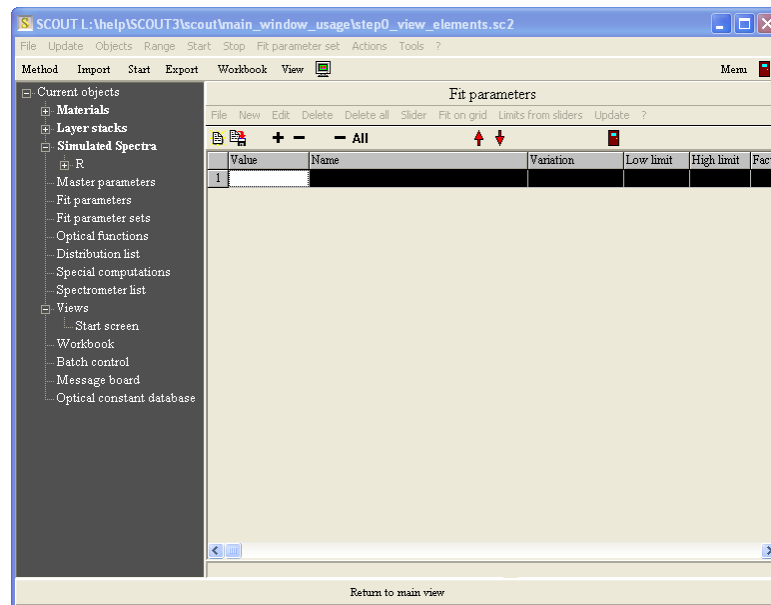 SCOUT L:\help\SCOUT3\scout\main_window_usage\step0_view_elements.sc2
File Update Objects Range Start Stop Fit parameter set Actions Tools ?
Method Import Start Export Workbook View Menu
Current objects
Materials
Layer stacks
Simulated Spectra
R
Master parameters
Fit parameters
Fit parameter sets
Optical functions
Distribution list
Special computations
Spectrometer list
Views
Start screen
Workbook
Batch control
Message board
Optical constant database
Fit parameters
File New Edit Delete Delete all Slider Fit on grid Limits from sliders Update ?
+ − − All
Value Name Variation Low limit High limit Fac
1
Return to main view